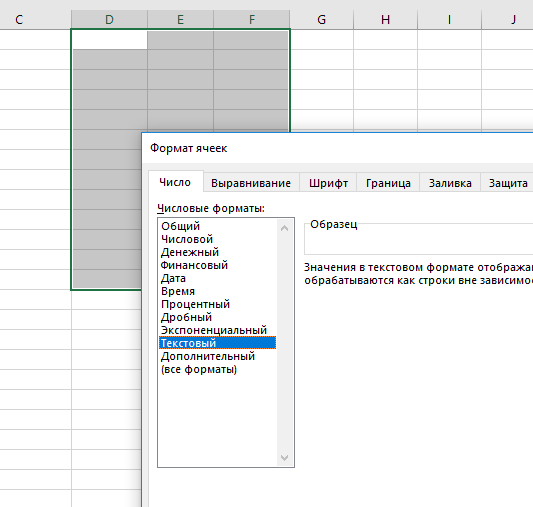 C D E F G H I J
Формат ячеек
Число Выравнивание Шрифт Граница Заливка Защита
Числовые форматы:
Общий
Числовой
Денежный
Финансовый
Дата
Время
Процентный
Дробный
Экспоненциальный
Текстовый
Дополнительный
(все форматы)
Образец
Значения в текстовом формате отобража
обрабатываются как строки вне зависимос